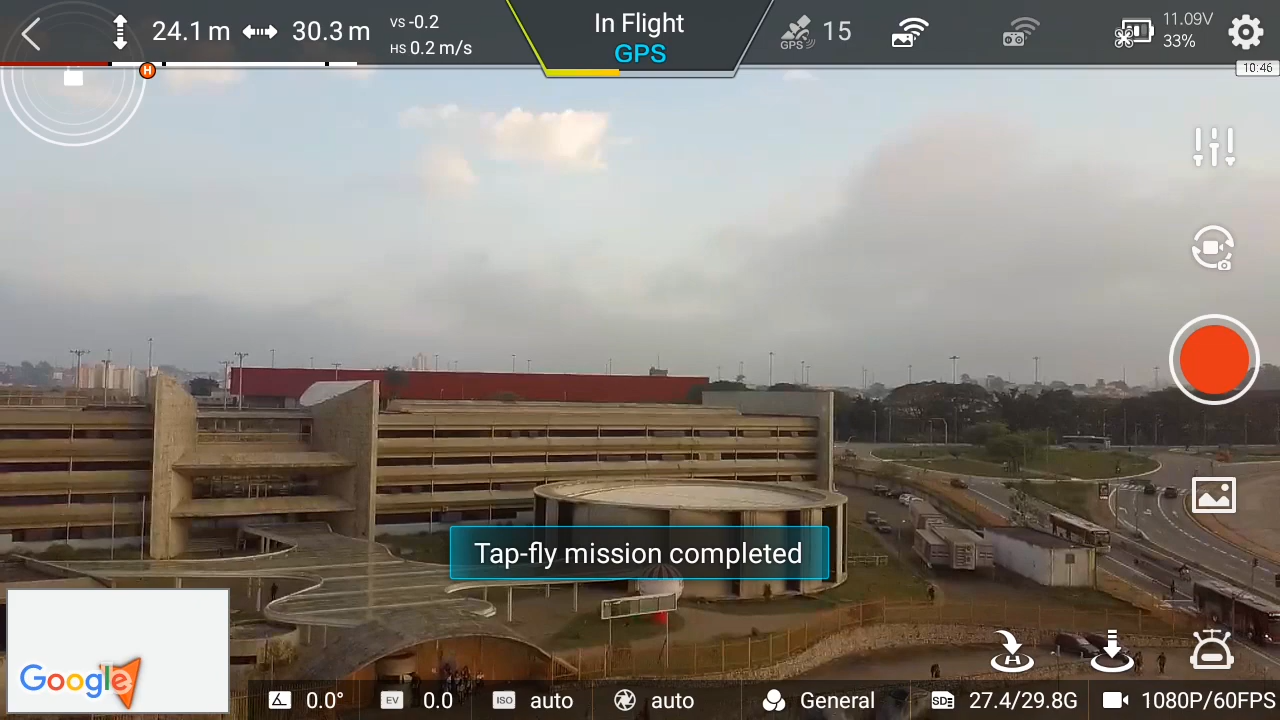 24.1 m
30.3 m
VS -0.2
HS 0.2 m/s
In Flight
GPS
GPS
15
11.09V
33%
10:46
H
Tap-fly mission completed
Google
H
0.0°
EV
0.0
ISO
auto
auto
General
SD
27.4/29.8G
1080P/60FPS